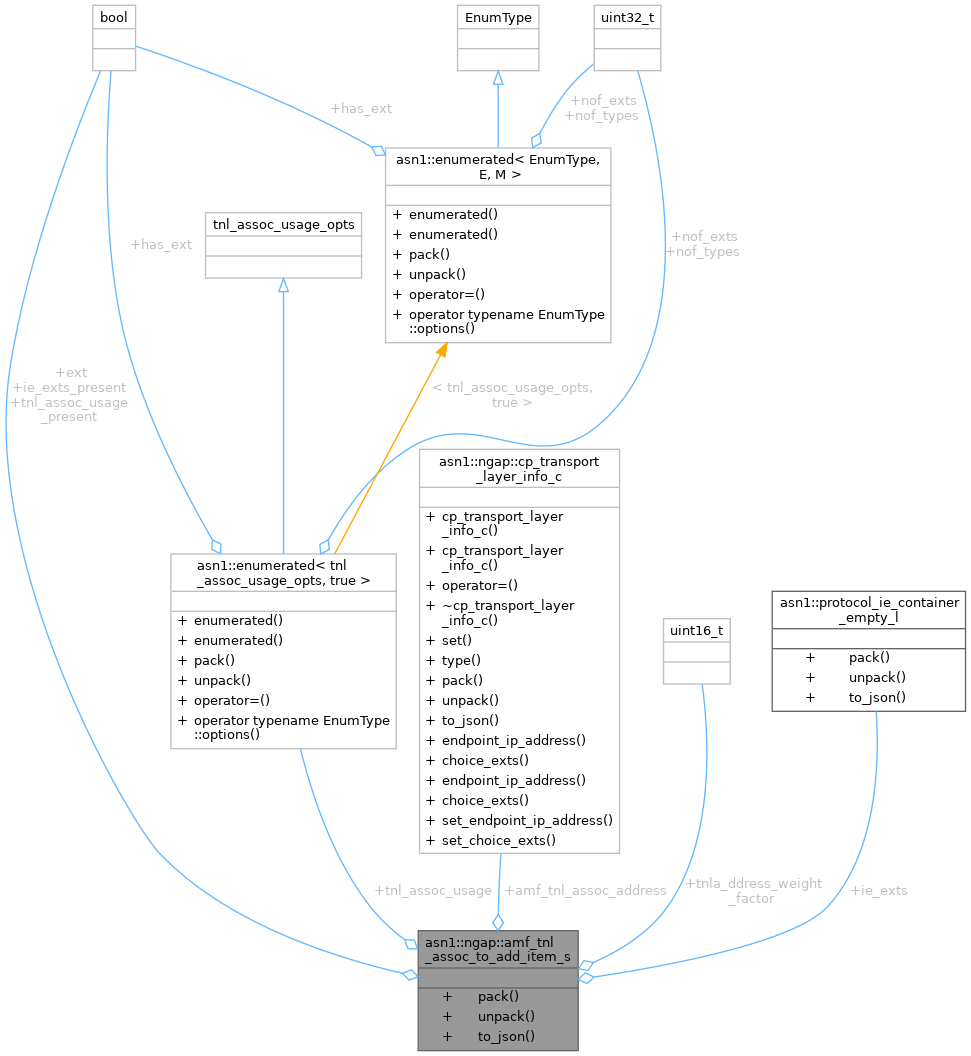 bool
EnumType
uint32_t
+has_ext
+nof_exts
+nof_types
asn1::enumerated< EnumType,
E, M >
+ enumerated()
+ enumerated()
+ pack()
+ unpack()
+ operator=()
+ operator typename EnumType
::options()
tnl_assoc_usage_opts
+has_ext
+nof_exts
+nof_types
+ext
+ie_exts_present
+tnl_assoc_usage
_present
< tnl_assoc_usage_opts,
true >
asn1::ngap::cp_transport
_layer_info_c
+ cp_transport_layer
_info_c()
+ cp_transport_layer
_info_c()
+ operator=()
+ ~cp_transport_layer
_info_c()
+ set()
+ type()
+ pack()
+ unpack()
+ to_json()
+ endpoint_ip_address()
+ choice_exts()
+ endpoint_ip_address()
+ choice_exts()
+ set_endpoint_ip_address()
+ set_choice_exts()
asn1::enumerated< tnl
_assoc_usage_opts, true >
+ enumerated()
+ enumerated()
+ pack()
+ unpack()
+ operator=()
+ operator typename EnumType
::options()
uint16_t
asn1::protocol_ie_container
_empty_l
+ pack()
+ unpack()
+ to_json()
+tnl_assoc_usage
+amf_tnl_assoc_address
+tnla_ddress_weight
_factor
+ie_exts
asn1::ngap::amf_tnl
_assoc_to_add_item_s
+ pack()
+ unpack()
+ to_json()